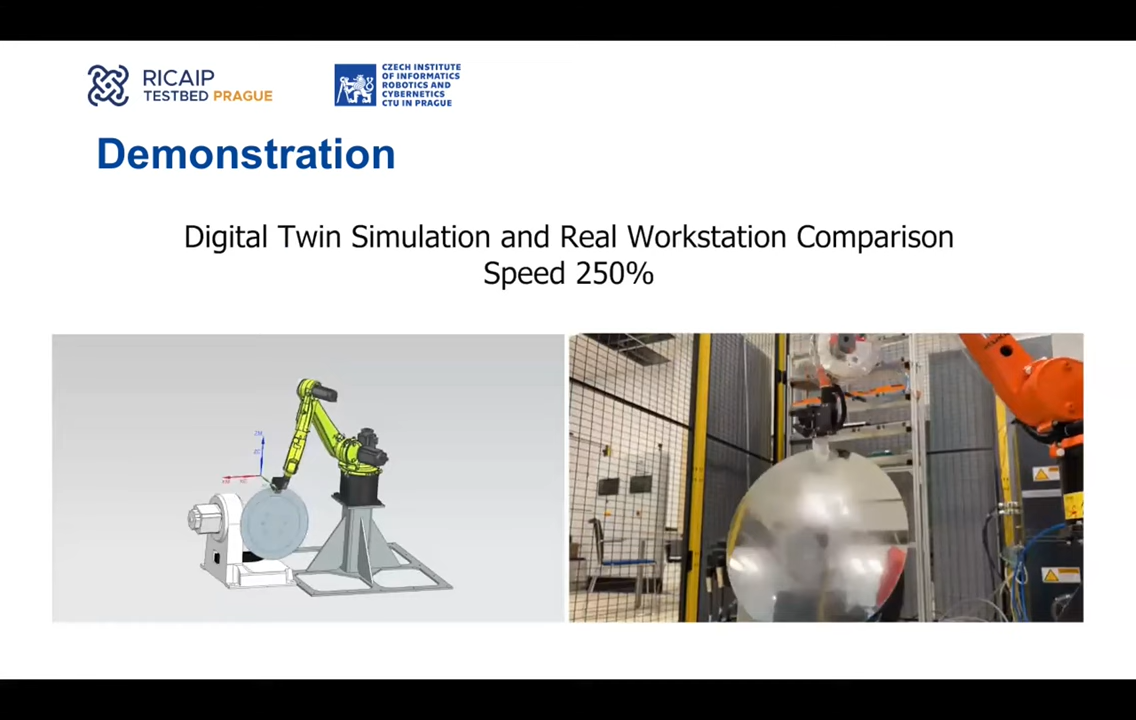 RICAIP
TESTBED PRAGUE
CZECH INSTITUTE
OF INFORMATICS
ROBOTICS AND
CYBERNETICS
CTU IN PRAGUE
Demonstration
Digital Twin Simulation and Real Workstation Comparison
Speed 250%